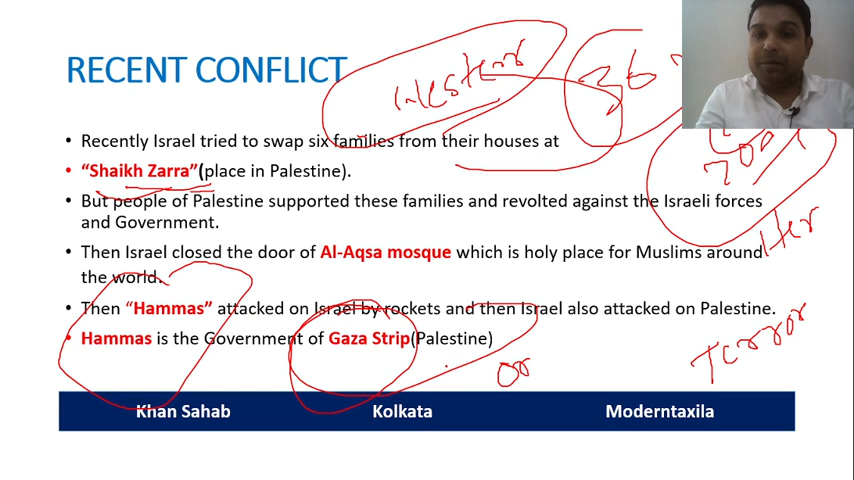 RECENT CONFLICT
• Recently Israel tried to swap six families from their houses at
• “Shaikh Zarra”(place in Palestine).
• But people of Palestine supported these families and revolted against the Israeli forces
and Government.
• Then Israel closed the door of Al-Aqsa mosque which is holy place for Muslims around
the world.
• Then “Hammas” attacked on Israel by rockets and then Israel also attacked on Palestine.
• Hammas is the Government of Gaza Strip(Palestine)
or
Terror
Khan Sahab Kolkata Moderntaxila